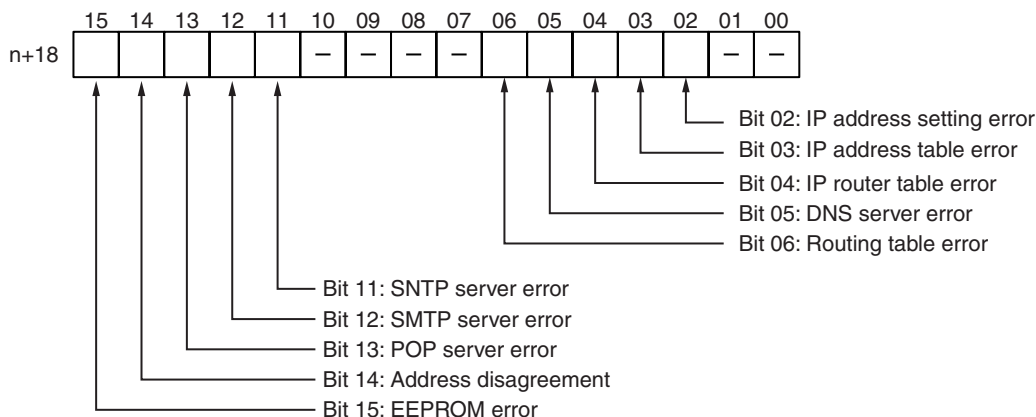 15 14 13 12 11 10 09 08 07 06 05 04 03 02 01 00
n+18 – – – – – –
Bit 02: IP address setting error
Bit 03: IP address table error
Bit 04: IP router table error
Bit 05: DNS server error
Bit 06: Routing table error
Bit 11: SNTP server error
Bit 12: SMTP server error
Bit 13: POP server error
Bit 14: Address disagreement
Bit 15: EEPROM error